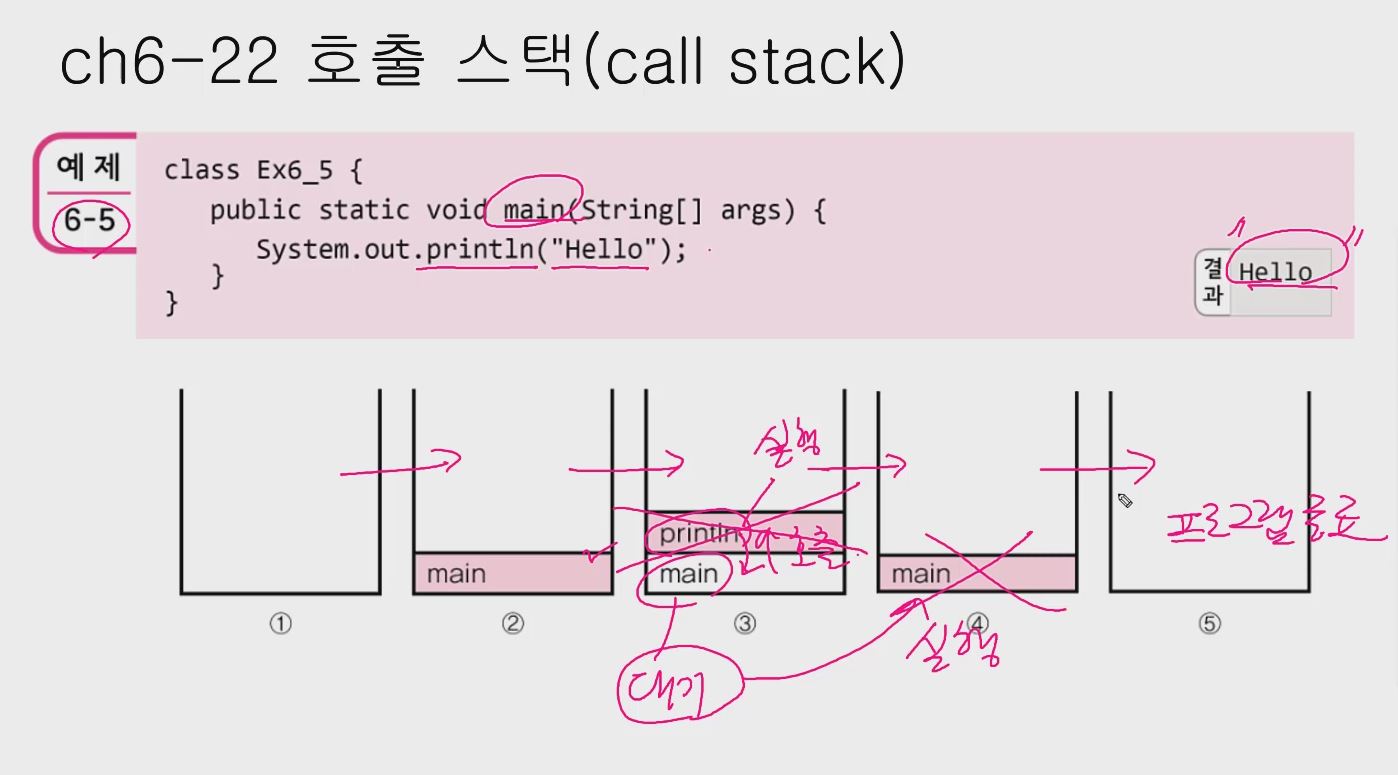 ch6-22 호출 스택(call stack)
예제
6-5
class Ex6_5 {
public static void main(String[] args) {
System.out.println("Hello");
}
}
결과
Hello
실행
println
호출
main
main
main
프로그램 종료
① ② ③ ④ ⑤
실행
대기